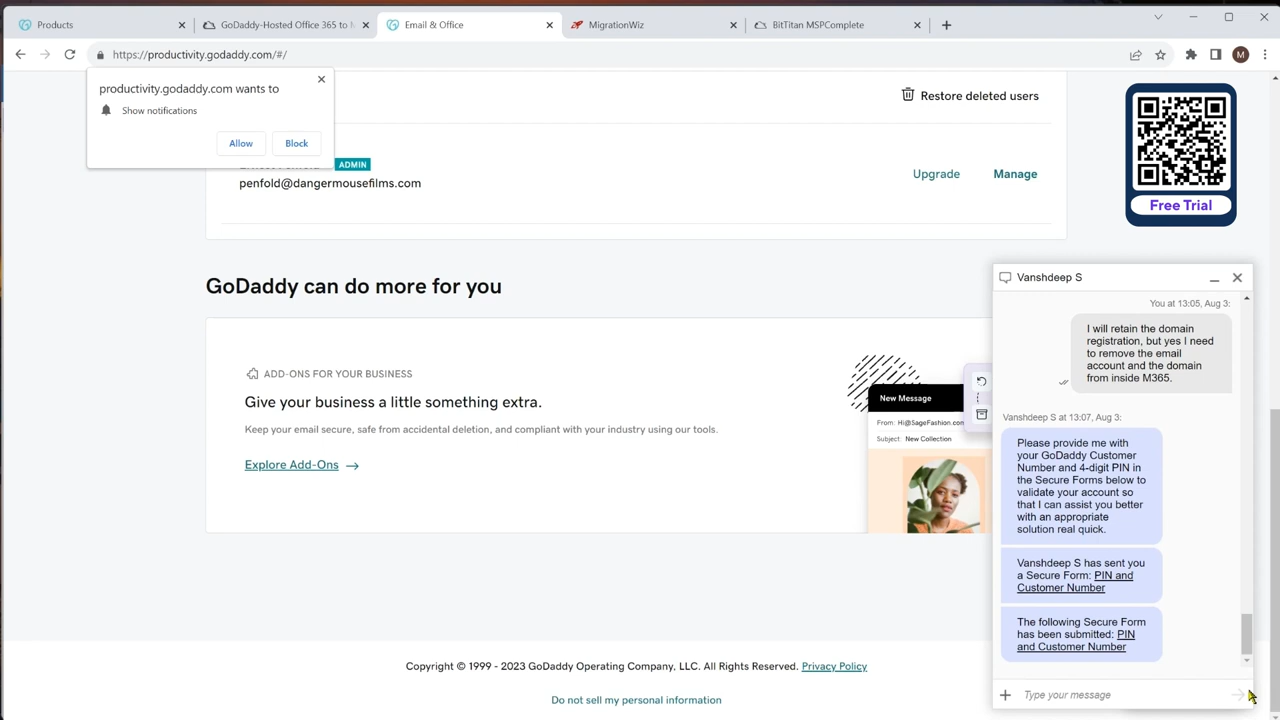 Products
GoDaddy-Hosted Office 365 to M
Email & Office
MigrationWiz
BitTitan MSPComplete
https://productivity.godaddy.com/#/
M
productivity.godaddy.com wants to
Show notifications
Allow
Block
Restore deleted users
ADMIN
penfold@dangermousefilms.com
Upgrade
Manage
Free Trial
GoDaddy can do more for you
ADD-ONS FOR YOUR BUSINESS
Give your business a little something extra.
Keep your email secure, safe from accidental deletion, and compliant with your industry using our tools.
Explore Add-Ons →
New Message
From: Hi@SageFashion.com
Subject: New Collection
Vanshdeep S
You at 13:05, Aug 3:
I will retain the domain
registration, but yes I need
to remove the email
account and the domain
from inside M365.
Vanshdeep S at 13:07, Aug 3:
Please provide me with
your GoDaddy Customer
Number and 4-digit PIN in
the Secure Forms below to
validate your account so
that I can assist you better
with an appropriate
solution real quick.
Vanshdeep S has sent you
a Secure Form: PIN and
Customer Number
The following Secure Form
has been submitted: PIN
and Customer Number
Type your message
Copyright © 1999 - 2023 GoDaddy Operating Company, LLC. All Rights Reserved. Privacy Policy
Do not sell my personal information